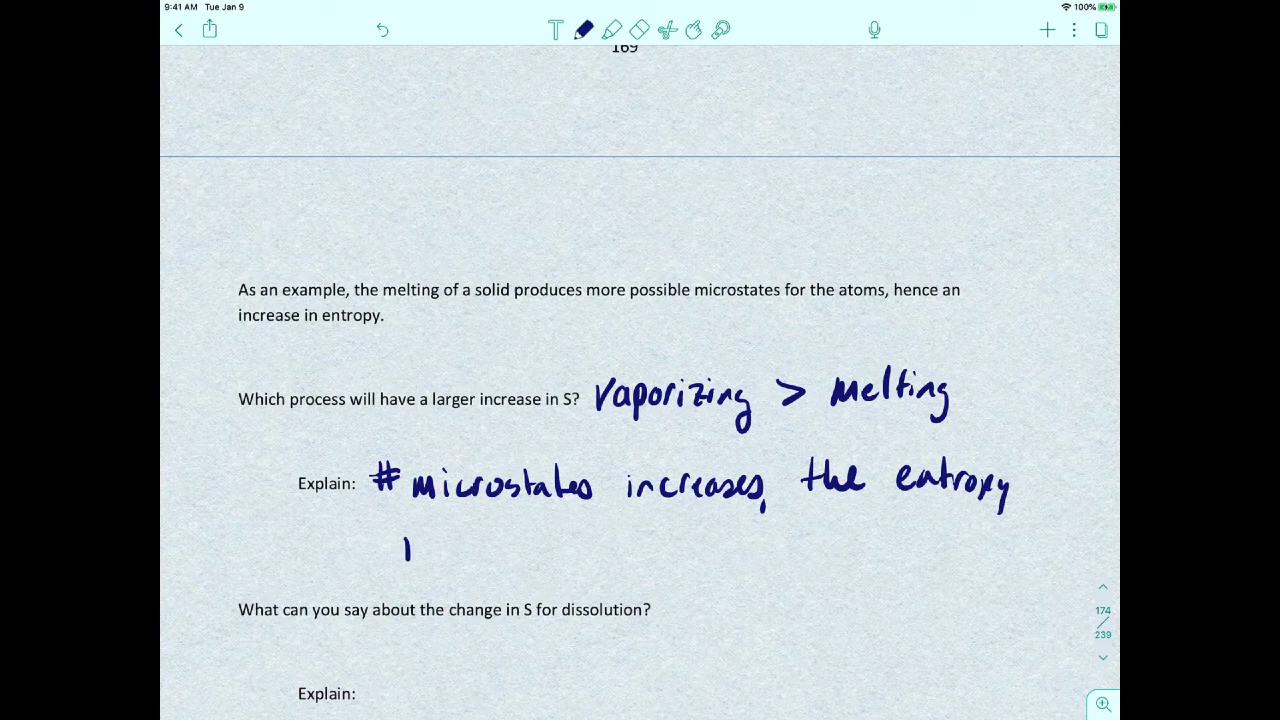 9:41 AM Tue Jan 9
100%
T
169
As an example, the melting of a solid produces more possible microstates for the atoms, hence an
increase in entropy.
Which process will have a larger increase in S? vaporizing > melting
Explain: # microstates increases, the entropy
What can you say about the change in S for dissolution?
174
239
Explain: